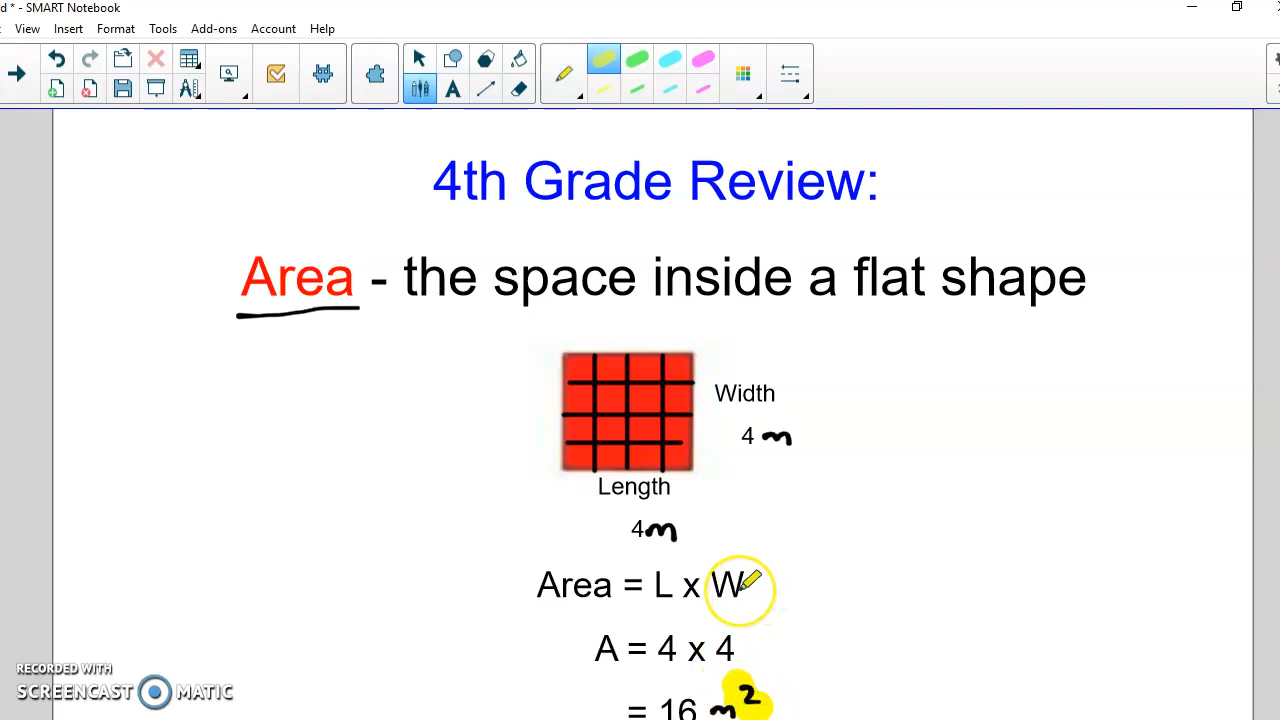 d * - SMART Notebook
View Insert Format Tools Add-ons Account Help
4th Grade Review:
Area - the space inside a flat shape
Width
4 m
Length
4m
Area = L x W
A = 4 x 4
= 16 m²
RECORDED WITH
SCREENCAST MATIC